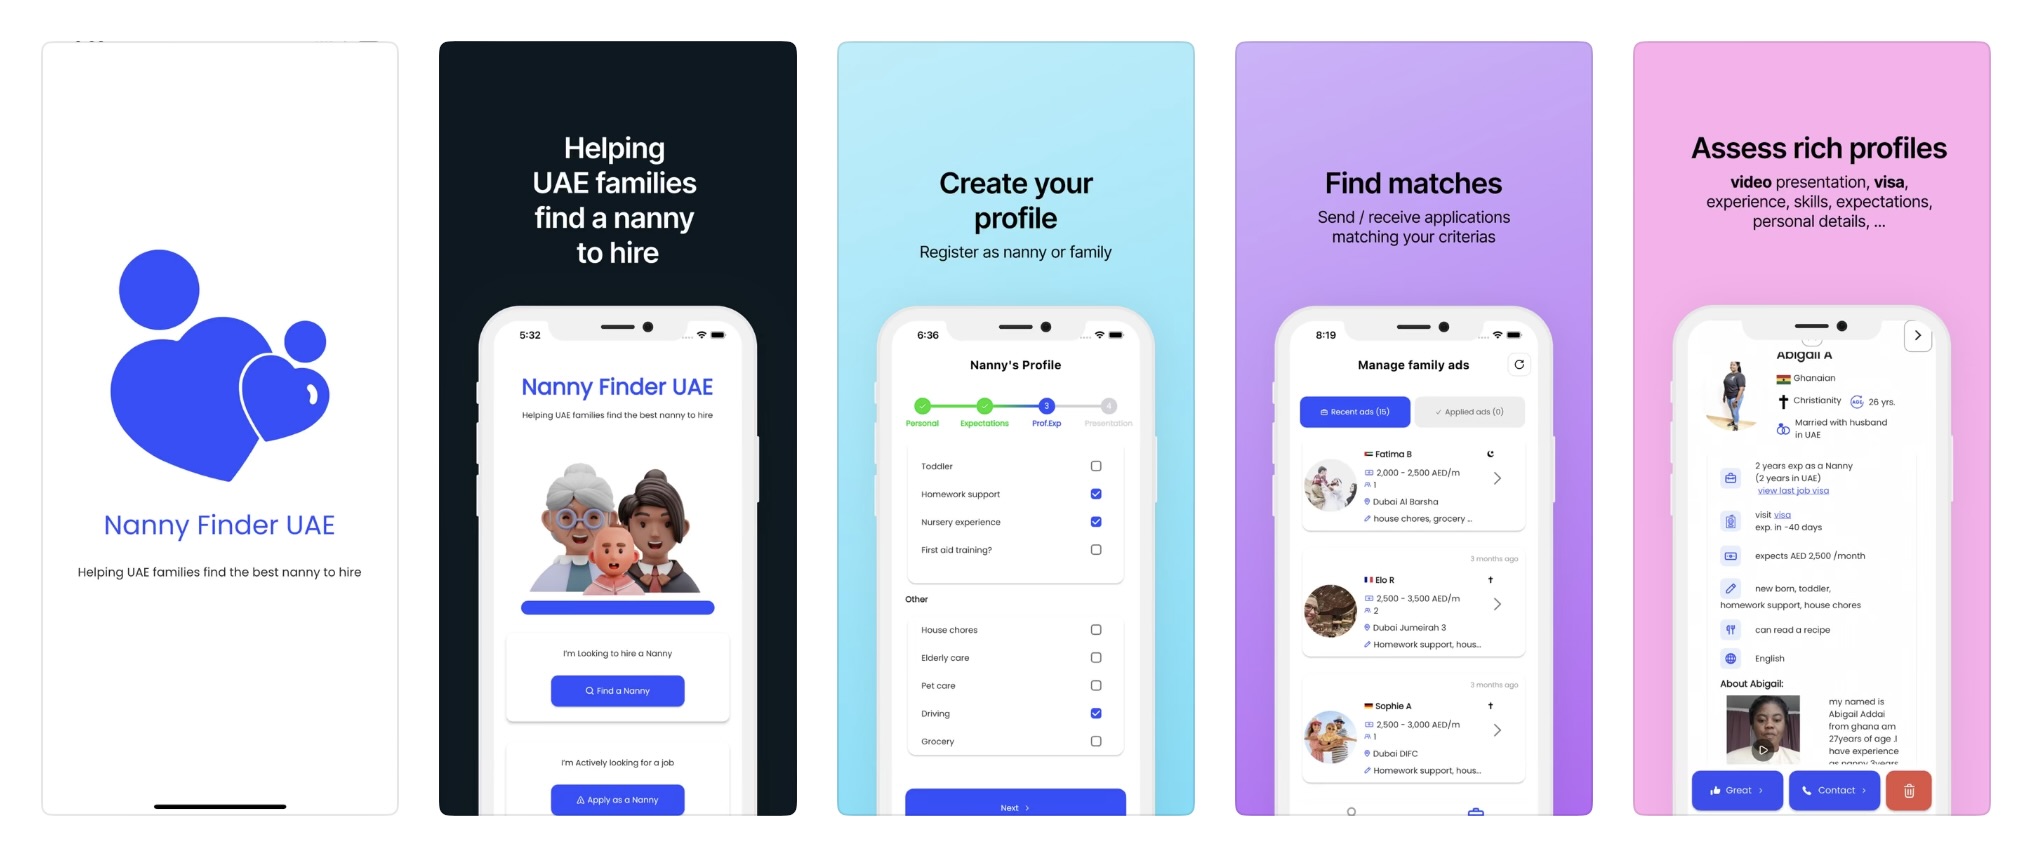 Nanny Finder UAE
Helping UAE families find the best nanny to hire
Helping
UAE families
find a nanny
to hire
5:32
Nanny Finder UAE
Helping UAE families find the best nanny to hire
I'm Looking to hire a Nanny
Find a Nanny
I'm Actively looking for a job
Apply as a Nanny
Create your
profile
Register as nanny or family
6:36
Nanny's Profile
3
4
Personal
Expectations
Prof.Exp
Presentation
Toddler
Homework support
Nursery experience
First aid training?
Other
House chores
Elderly care
Pet care
Driving
Grocery
Next
Find matches
Send / receive applications
matching your criterias
8:19
Manage family ads
Recent ads (15)
Applied ads (0)
Fatima B
2,000 - 2,500 AED/m
1
Dubai Al Barsha
house chores, grocery ...
3 months ago
Elo R
2,500 - 3,500 AED/m
2
Dubai Jumeirah 3
Homework support, hous...
3 months ago
Sophie A
2,500 - 3,000 AED/m
1
Dubai DIFC
Homework support, hous...
Assess rich profiles
video presentation, visa,
experience, skills, expectations,
personal details, ...
Abigail A
Ghanaian
Christianity
AGE
26 yrs.
Married with husband
in UAE
2 years exp as a Nanny
(2 years in UAE)
view last job visa
visit visa
exp. in -40 days
expects AED 2,500 /month
new born, toddler,
homework support, house chores
can read a recipe
English
About Abigail:
my named is
Abigail Addai
from ghana am
27years of age .I
have experience
as nanny 3years
Great
Contact